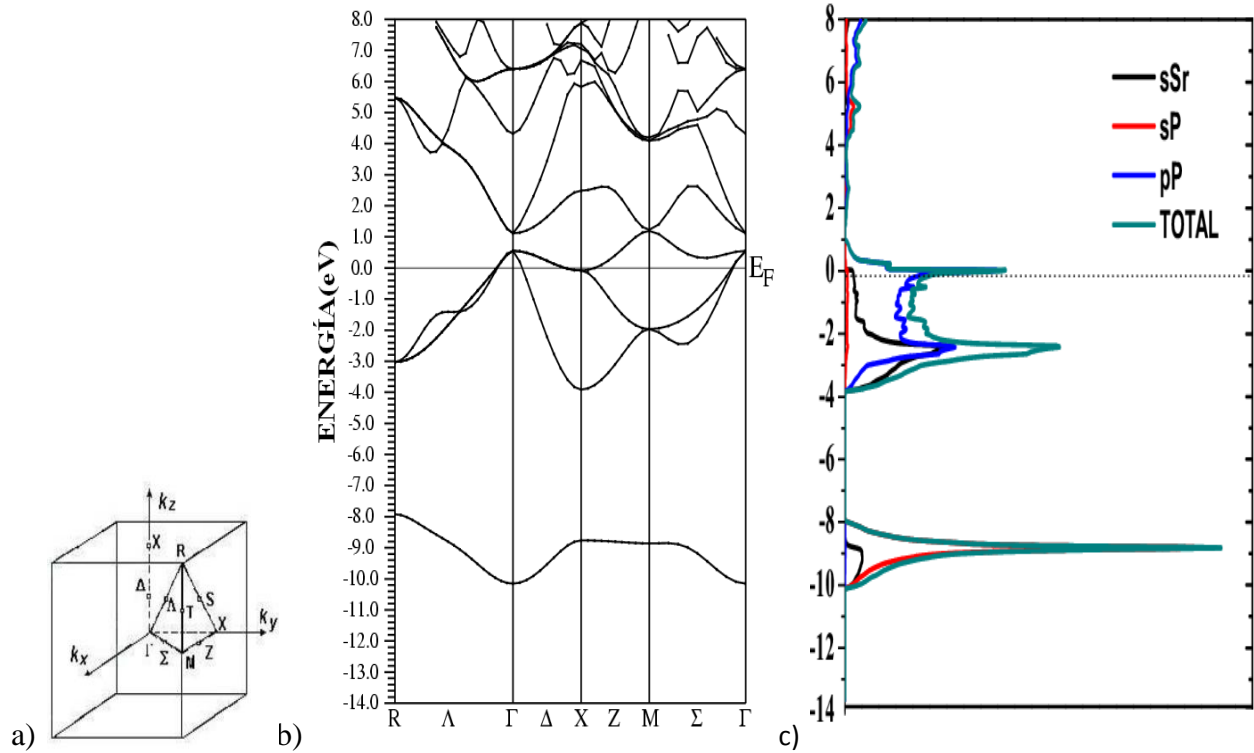 a)
kz
X
R
Δ
Λ
S
T
X
ky
kx
Γ
Σ
M
Z
b)
ENERGÍA(eV)
8.0
7.0
6.0
5.0
4.0
3.0
2.0
1.0
0.0
-1.0
-2.0
-3.0
-4.0
-5.0
-6.0
-7.0
-8.0
-9.0
-10.0
-11.0
-12.0
-13.0
-14.0
R Λ Γ Δ X Z M Σ Γ
EF
c)
8
6
4
2
0
-2
-4
-6
-8
-10
-12
-14
sSr
sP
pP
TOTAL